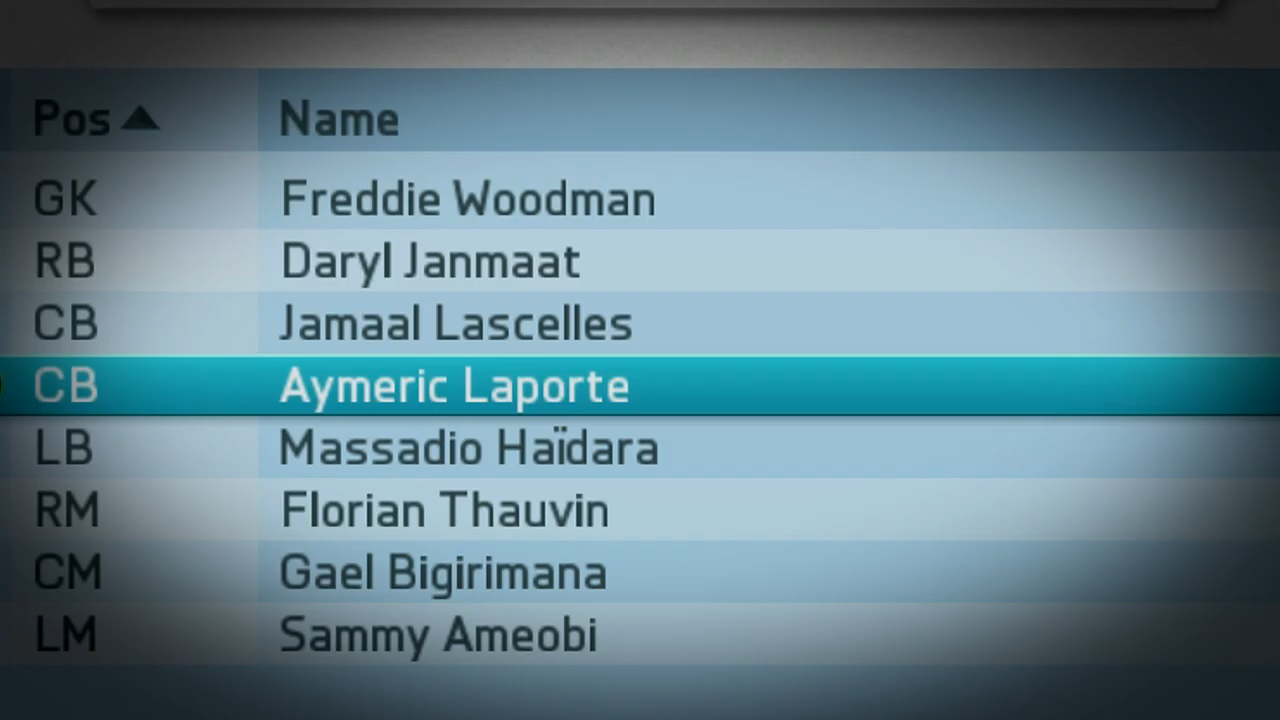 Pos ▲ Name
GK Freddie Woodman
RB Daryl Janmaat
CB Jamaal Lascelles
CB Aymeric Laporte
LB Massadio Haïdara
RM Florian Thauvin
CM Gael Bigirimana
LM Sammy Ameobi